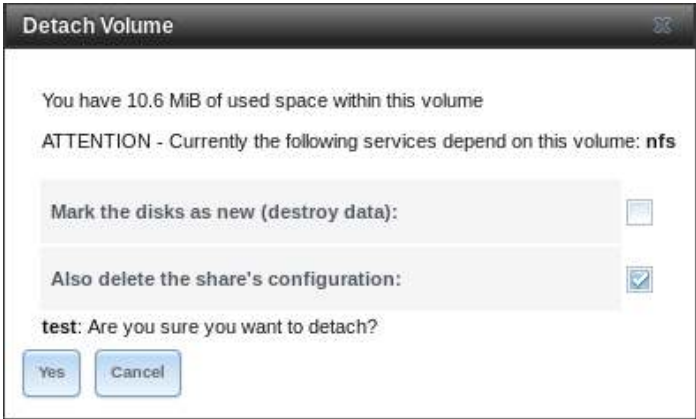 Detach Volume
You have 10.6 MiB of used space within this volume
ATTENTION - Currently the following services depend on this volume: nfs
Mark the disks as new (destroy data):
Also delete the share's configuration:
test: Are you sure you want to detach?
Yes
Cancel